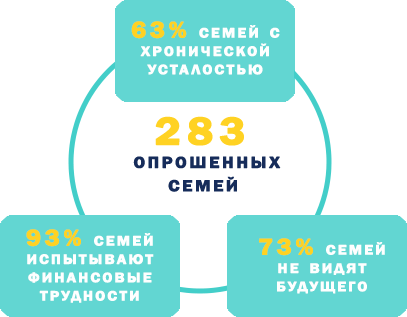 63% СЕМЕЙ С
ХРОНИЧЕСКОЙ
УСТАЛОСТЬЮ
283
ОПРОШЕННЫХ
СЕМЕЙ
93% СЕМЕЙ
ИСПЫТЫВАЮТ
ФИНАНСОВЫЕ
ТРУДНОСТИ
73% СЕМЕЙ
НЕ ВИДЯТ
БУДУЩЕГО